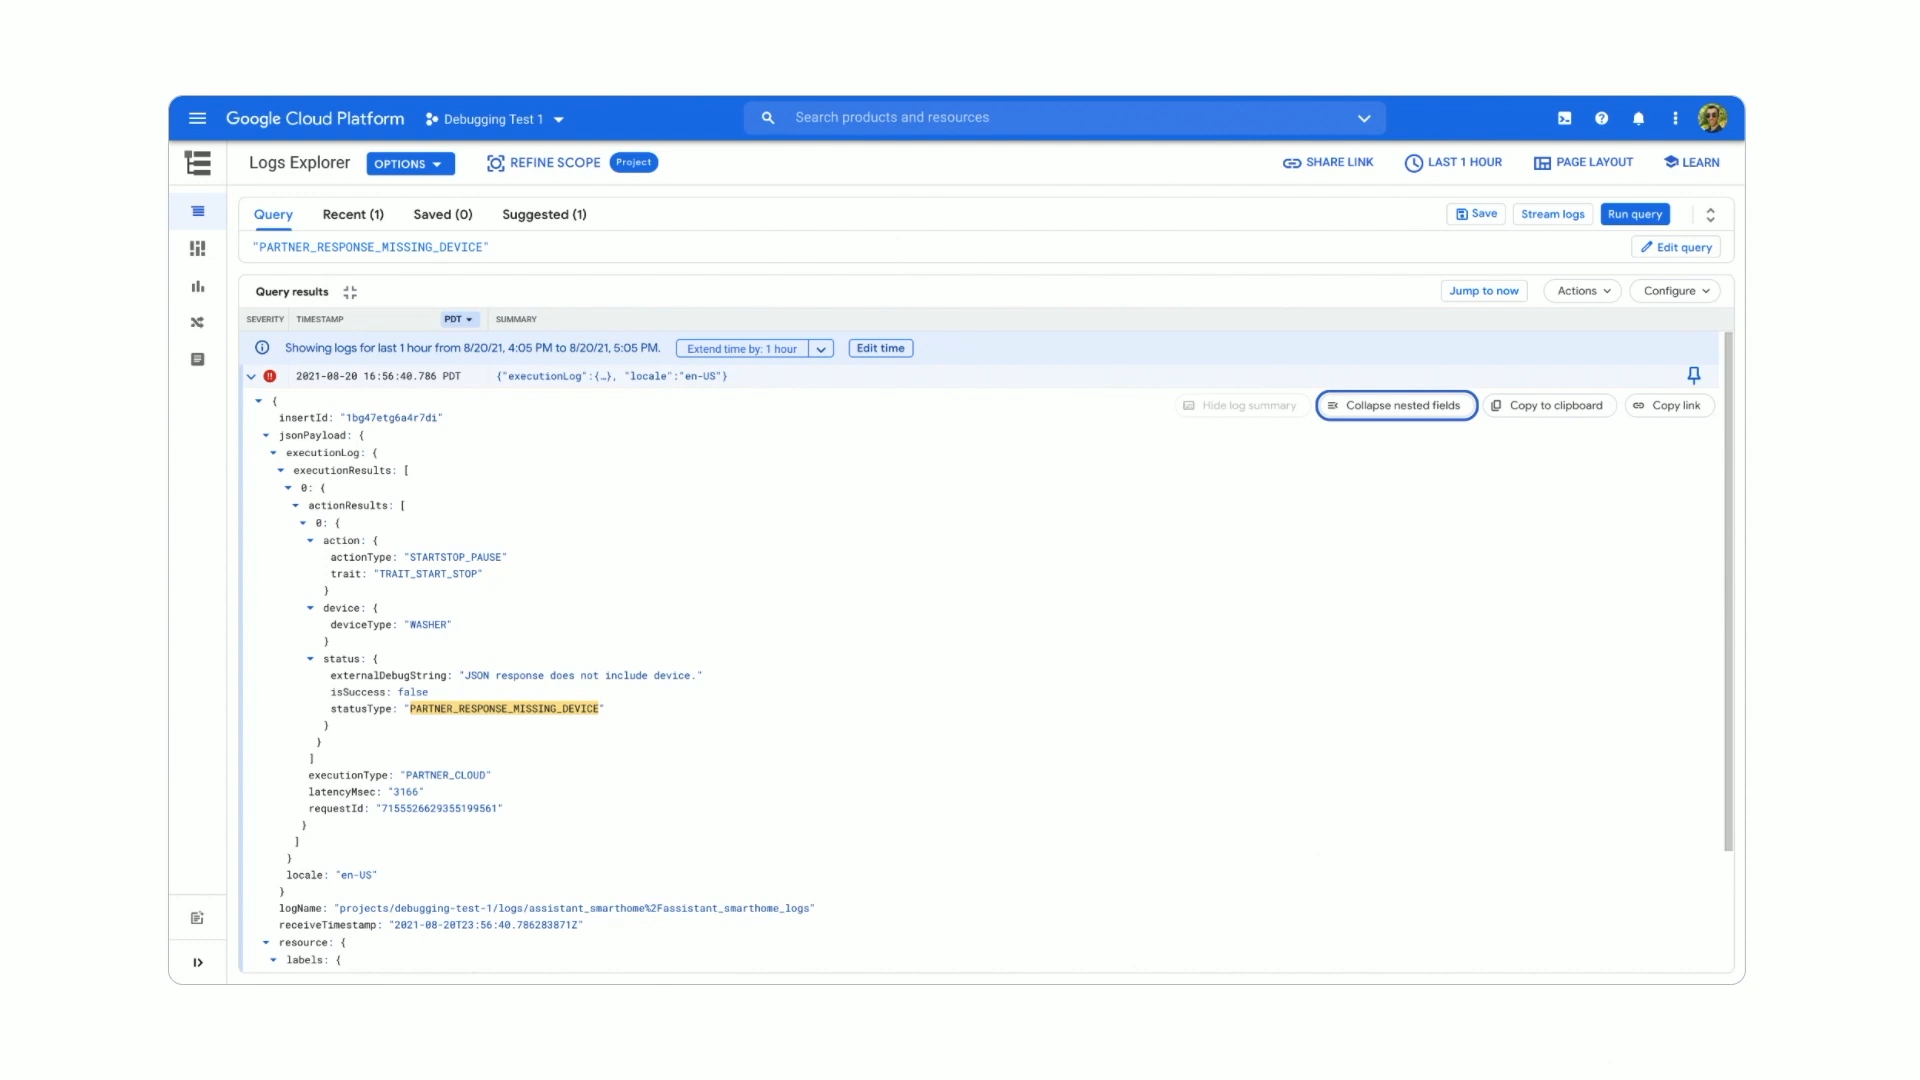 Google Cloud Platform Debugging Test 1 Search products and resources
Logs Explorer OPTIONS REFINE SCOPE Project SHARE LINK LAST 1 HOUR PAGE LAYOUT LEARN
Query Recent (1) Saved (0) Suggested (1) Save Stream logs Run query
"PARTNER_RESPONSE_MISSING_DEVICE" Edit query
Query results Jump to now Actions Configure
SEVERITY TIMESTAMP PDT SUMMARY
Showing logs for last 1 hour from 8/20/21, 4:05 PM to 8/20/21, 5:05 PM. Extend time by: 1 hour Edit time
2021-08-20 16:56:40.786 PDT {"executionLog":{…}, "locale":"en-US"}
{ Hide log summary Collapse nested fields Copy to clipboard Copy link
insertId: "1bg47etg6a4r7di"
jsonPayload: {
executionLog: {
executionResults: [
0: {
actionResults: [
0: {
action: {
actionType: "STARTSTOP_PAUSE"
trait: "TRAIT_START_STOP"
}
device: {
deviceType: "WASHER"
}
status: {
externalDebugString: "JSON response does not include device."
isSuccess: false
statusType: "PARTNER_RESPONSE_MISSING_DEVICE"
}
}
]
executionType: "PARTNER_CLOUD"
latencyMsec: "3166"
requestId: "7155526629355199561"
}
]
}
locale: "en-US"
}
logName: "projects/debugging-test-1/logs/assistant_smarthome%2Fassistant_smarthome_logs"
receiveTimestamp: "2021-08-20T23:56:40.786283871Z"
resource: {
labels: {